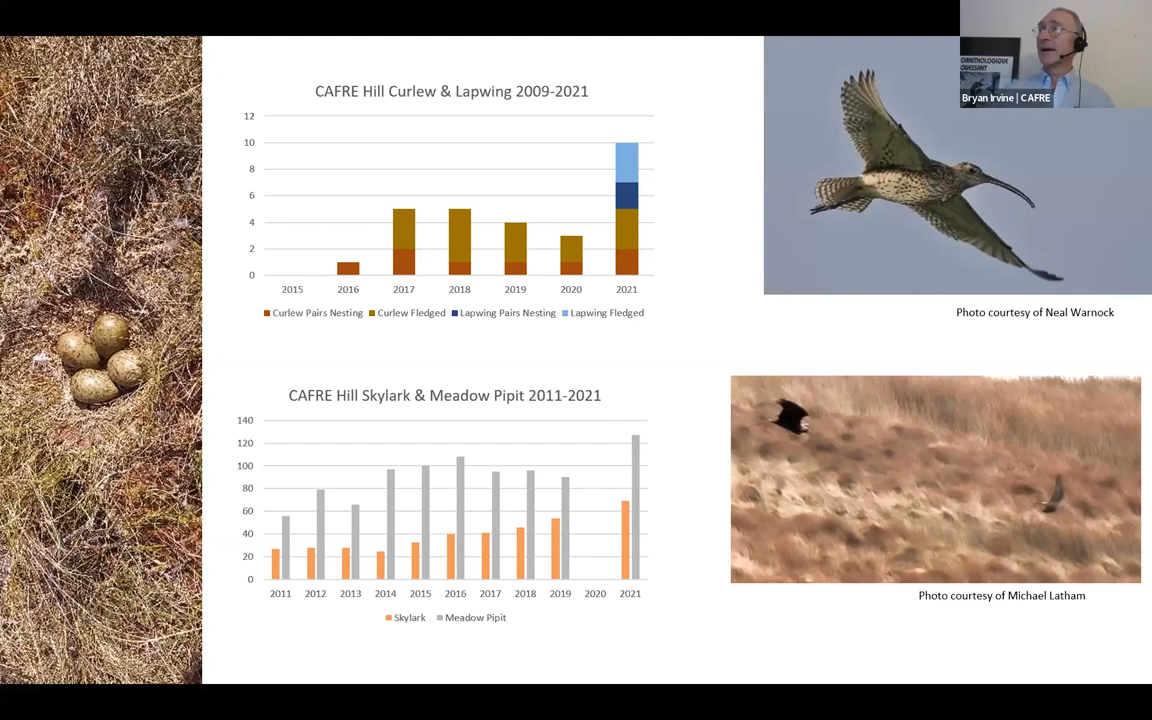 CAFRE Hill Curlew & Lapwing 2009-2021
12
10
8
6
4
2
0
2015 2016 2017 2018 2019 2020 2021
Curlew Pairs Nesting Curlew Fledged Lapwing Pairs Nesting Lapwing Fledged
CAFRE Hill Skylark & Meadow Pipit 2011-2021
140
120
100
80
60
40
20
0
2011 2012 2013 2014 2015 2016 2017 2018 2019 2020 2021
Skylark Meadow Pipit
ORNITHOLOGIQUE
OUESSANT
Bryan Irvine | CAFRE
Photo courtesy of Neal Warnock
Photo courtesy of Michael Latham